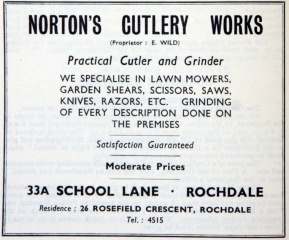 NORTON'S CUTLERY WORKS
(Proprietor : E. WILD)
Practical Cutler and Grinder
WE SPECIALISE IN LAWN MOWERS,
GARDEN SHEARS, SCISSORS, SAWS,
KNIVES, RAZORS, ETC. GRINDING
OF EVERY DESCRIPTION DONE ON
THE PREMISES
Satisfaction Guaranteed
Moderate Prices
33A SCHOOL LANE · ROCHDALE
Residence : 26 ROSEFIELD CRESCENT, ROCHDALE
Tel. : 4515